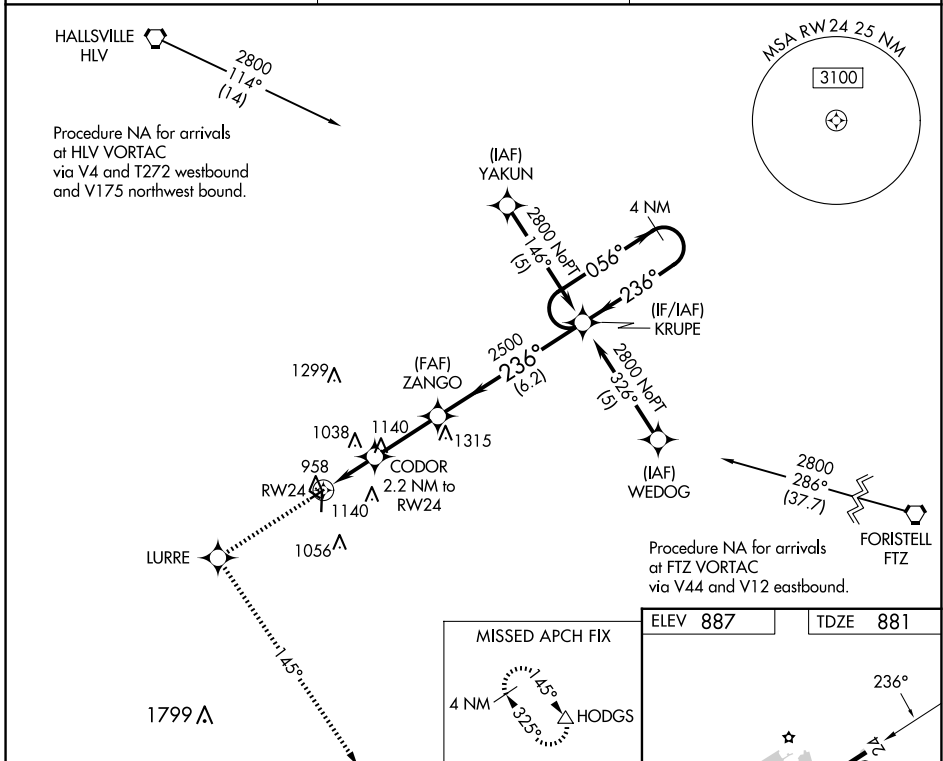 HALLSVILLE
HLV
2800
114°
(14)
MSA RW24 25 NM
3100
Procedure NA for arrivals
at HLV VORTAC
via V4 and T272 westbound
and V175 northwest bound.
(IAF)
YAKUN
2800 NoPT
146°
(5)
4 NM
056°
236°
(IF/IAF)
KRUPE
2500
236°
(6.2)
2800 NoPT
326°
(5)
1299
(FAF)
ZANGO
1038
1140
1315
CODOR
2.2 NM to
RW24
958
RW24
1140
1056
(IAF)
WEDOG
2800
286°
(37.7)
FORISTELL
FTZ
LURRE
Procedure NA for arrivals
at FTZ VORTAC
via V44 and V12 eastbound.
145°
1799
MISSED APCH FIX
4 NM
145°
325°
HODGS
ELEV 887
TDZE 881
236°
24